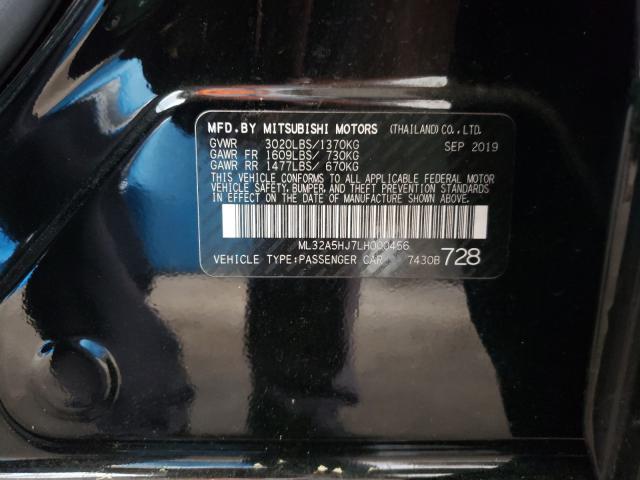 MFD.BY MITSUBISHI MOTORS (THAILAND) CO.,LTD.
GVWR 3020LBS/1370KG SEP 2019
GAWR FR 1609LBS/ 730KG
GAWR RR 1477LBS/ 670KG
THIS VEHICLE CONFORMS TO ALL APPLICABLE FEDERAL MOTOR
VEHICLE SAFETY, BUMPER, AND THEFT PREVENTION STANDARDS
IN EFFECT ON THE DATE OF MANUFACTURE SHOWN ABOVE.
ML32A5HJ7LH000456
VEHICLE TYPE:PASSENGER CAR 7430B 728